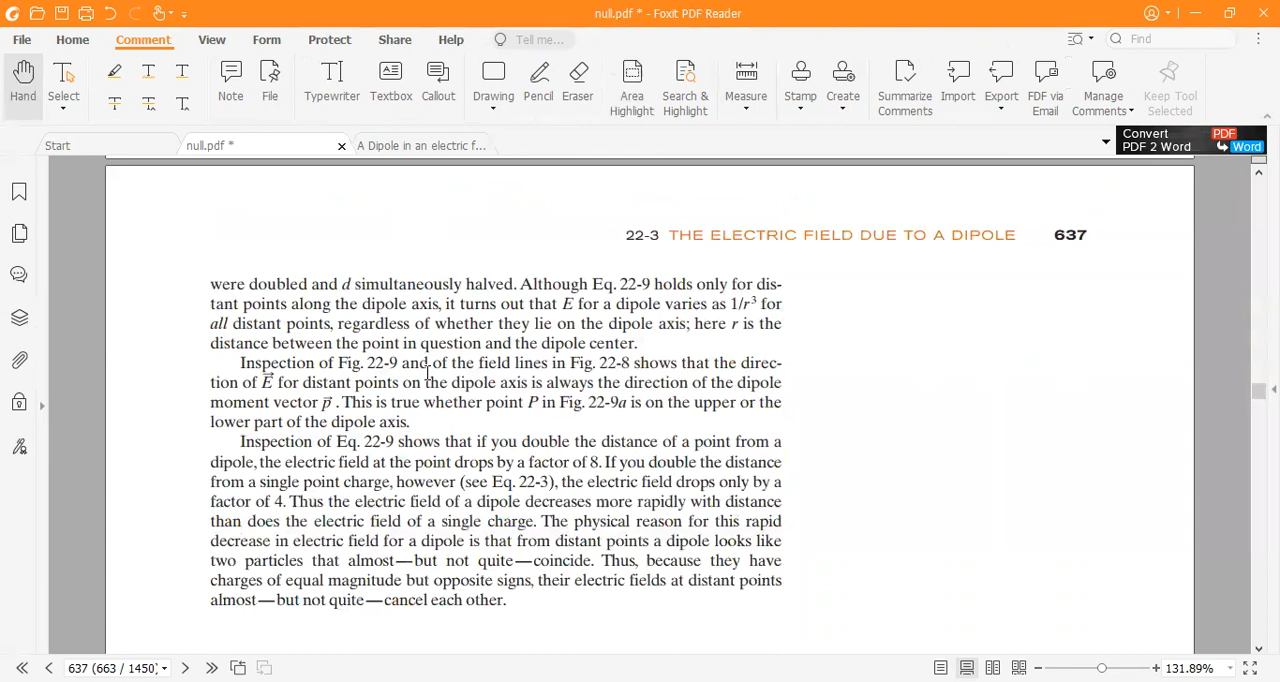 null.pdf * - Foxit PDF Reader
File Home Comment View Form Protect Share Help Tell me... Find
Hand Select Note File Typewriter Textbox Callout Drawing Pencil Eraser Area Highlight Search & Highlight Measure Stamp Create Summarize Comments Import Export FDF via Email Manage Comments Keep Tool Selected
Start null.pdf * A Dipole in an electric f...
Convert PDF
PDF 2 Word Word
22-3 THE ELECTRIC FIELD DUE TO A DIPOLE 637
were doubled and d simultaneously halved. Although Eq. 22-9 holds only for dis-
tant points along the dipole axis, it turns out that E for a dipole varies as 1/r³ for
all distant points, regardless of whether they lie on the dipole axis; here r is the
distance between the point in question and the dipole center.
Inspection of Fig. 22-9 and of the field lines in Fig. 22-8 shows that the direc-
tion of E⃗ for distant points on the dipole axis is always the direction of the dipole
moment vector p⃗ . This is true whether point P in Fig. 22-9a is on the upper or the
lower part of the dipole axis.
Inspection of Eq. 22-9 shows that if you double the distance of a point from a
dipole, the electric field at the point drops by a factor of 8. If you double the distance
from a single point charge, however (see Eq. 22-3), the electric field drops only by a
factor of 4. Thus the electric field of a dipole decreases more rapidly with distance
than does the electric field of a single charge. The physical reason for this rapid
decrease in electric field for a dipole is that from distant points a dipole looks like
two particles that almost—but not quite—coincide. Thus, because they have
charges of equal magnitude but opposite signs, their electric fields at distant points
almost—but not quite—cancel each other.
637 (663 / 1450) 131.89%